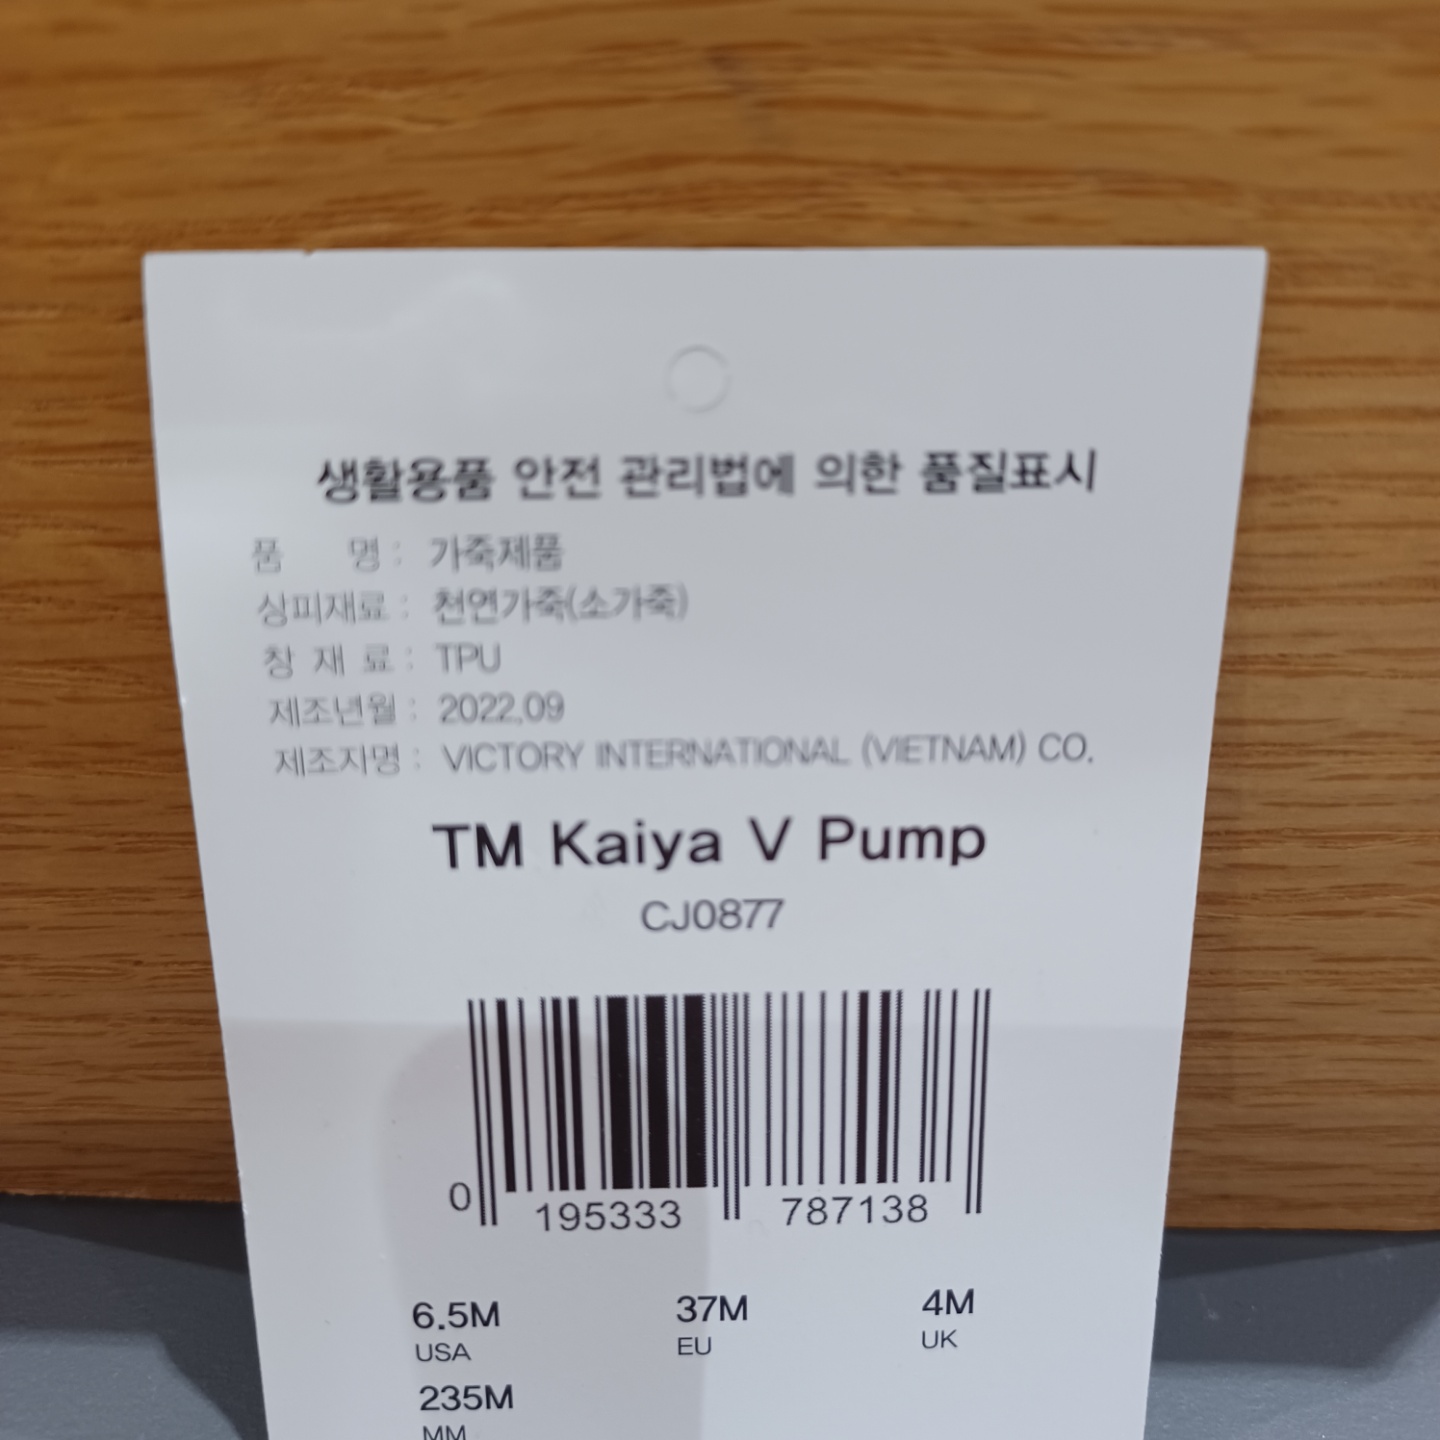 생활용품 안전 관리법에 의한 품질표시
품 명 : 가죽제품
상피재료 : 천연가죽(소가죽)
창 재 료 : TPU
제조년월 : 2022.09
제조자명 : VICTORY INTERNATIONAL (VIETNAM) CO.
TM Kaiya V Pump
CJ0877
0 195333 787138
6.5M 37M 4M
USA EU UK
235M
MM